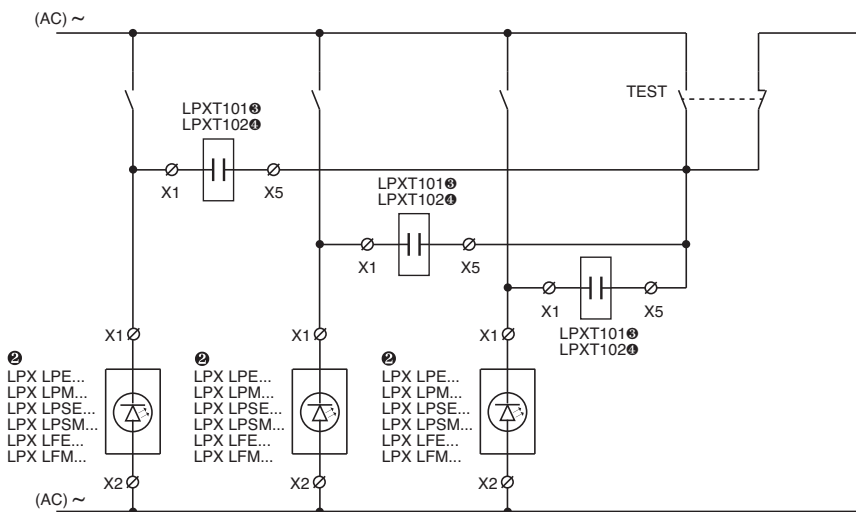 (AC) ~
TEST
LPXT101❸
LPXT102❹
X1
X5
LPXT101❸
LPXT102❹
X1
X5
X1
X5
LPXT101❸
LPXT102❹
X1
X1
X1
❷
LPX LPE...
LPX LPM...
LPX LPSE...
LPX LPSM...
LPX LFE...
LPX LFM...
❷
LPX LPE...
LPX LPM...
LPX LPSE...
LPX LPSM...
LPX LFE...
LPX LFM...
❷
LPX LPE...
LPX LPM...
LPX LPSE...
LPX LPSM...
LPX LFE...
LPX LFM...
X2
X2
X2
(AC) ~